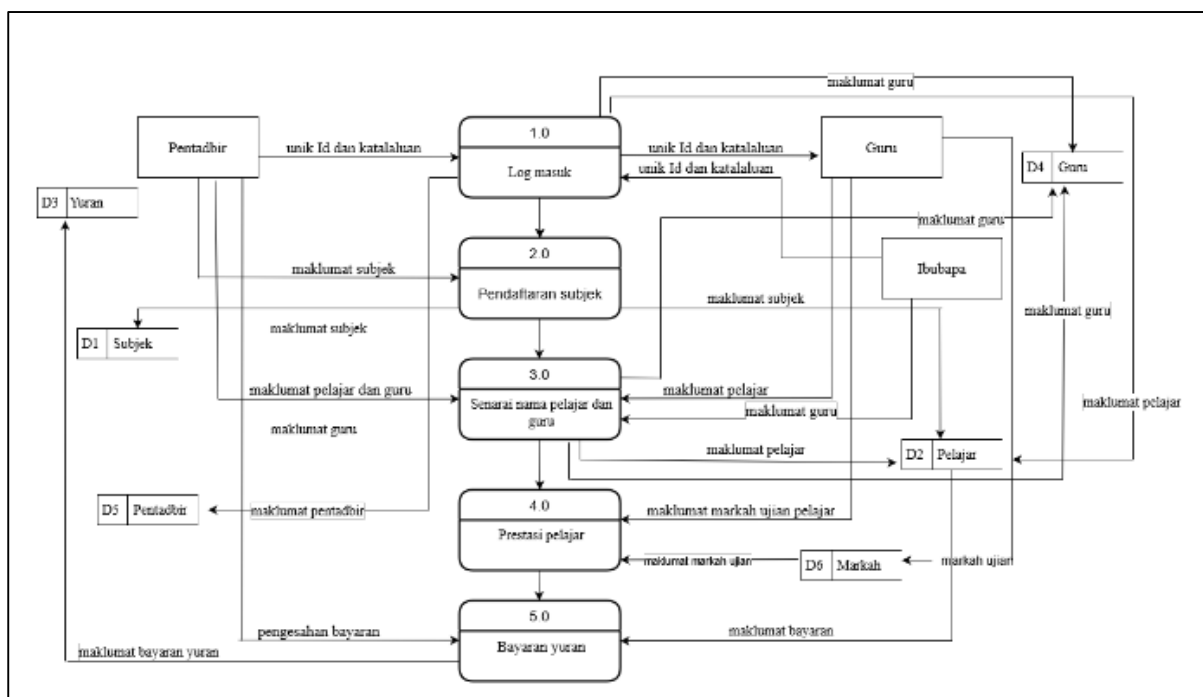 maklumat guru
1.0
Pentadbir
unik Id dan katalaluan
Log masuk
unik Id dan katalaluan
unik Id dan katalaluan
Guru
D4 Guru
D3 Yuran
maklumat guru
2.0
maklumat subjek
Pendaftaran subjek
Ibubapa
maklumat subjek
maklumat guru
D1 Subjek
maklumat subjek
3.0
maklumat pelajar dan guru
Senarai nama pelajar dan
guru
maklumat pelajar
maklumat guru
maklumat pelajar
maklumat guru
maklumat pelajar
D2 Pelajar
4.0
D5 Pentadbir
maklumat pentadbir
maklumat markah ujian pelajar
Prestasi pelajar
maklumat markah ujian
D6 Markah
markah ujian
5.0
pengesahan bayaran
maklumat bayaran
Bayaran yuran
maklumat bayaran yuran